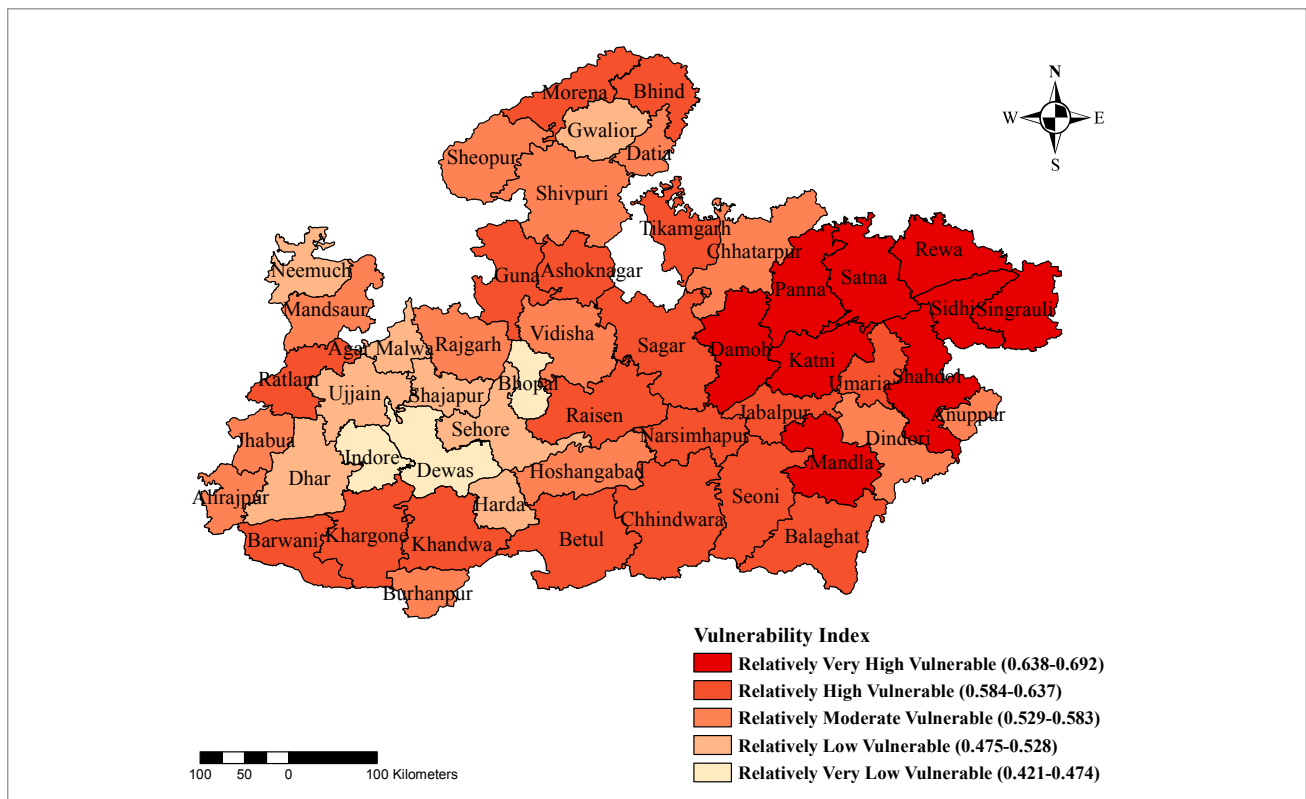 N
W E
S
Morena
Bhind
Gwalior
Datia
Sheopur
Shivpuri
Tikamgarh
Chhatarpur
Rewa
Satna
Panna
Sidhi
Singrauli
Neemuch
Guna
Ashoknagar
Mandsaur
Vidisha
Sagar
Damoh
Katni
Agar Malwa
Rajgarh
Ratlam
Ujjain
Shajapur
Bhopal
Umaria
Shahdol
Raisen
Jabalpur
Anuppur
Jhabua
Sehore
Narsimhapur
Dindori
Indore
Dewas
Hoshangabad
Mandla
Dhar
Alirajpur
Harda
Seoni
Chhindwara
Barwani
Khargone
Khandwa
Betul
Balaghat
Burhanpur
Vulnerability Index
Relatively Very High Vulnerable (0.638-0.692)
Relatively High Vulnerable (0.584-0.637)
Relatively Moderate Vulnerable (0.529-0.583)
Relatively Low Vulnerable (0.475-0.528)
Relatively Very Low Vulnerable (0.421-0.474)
100 50 0 100 Kilometers